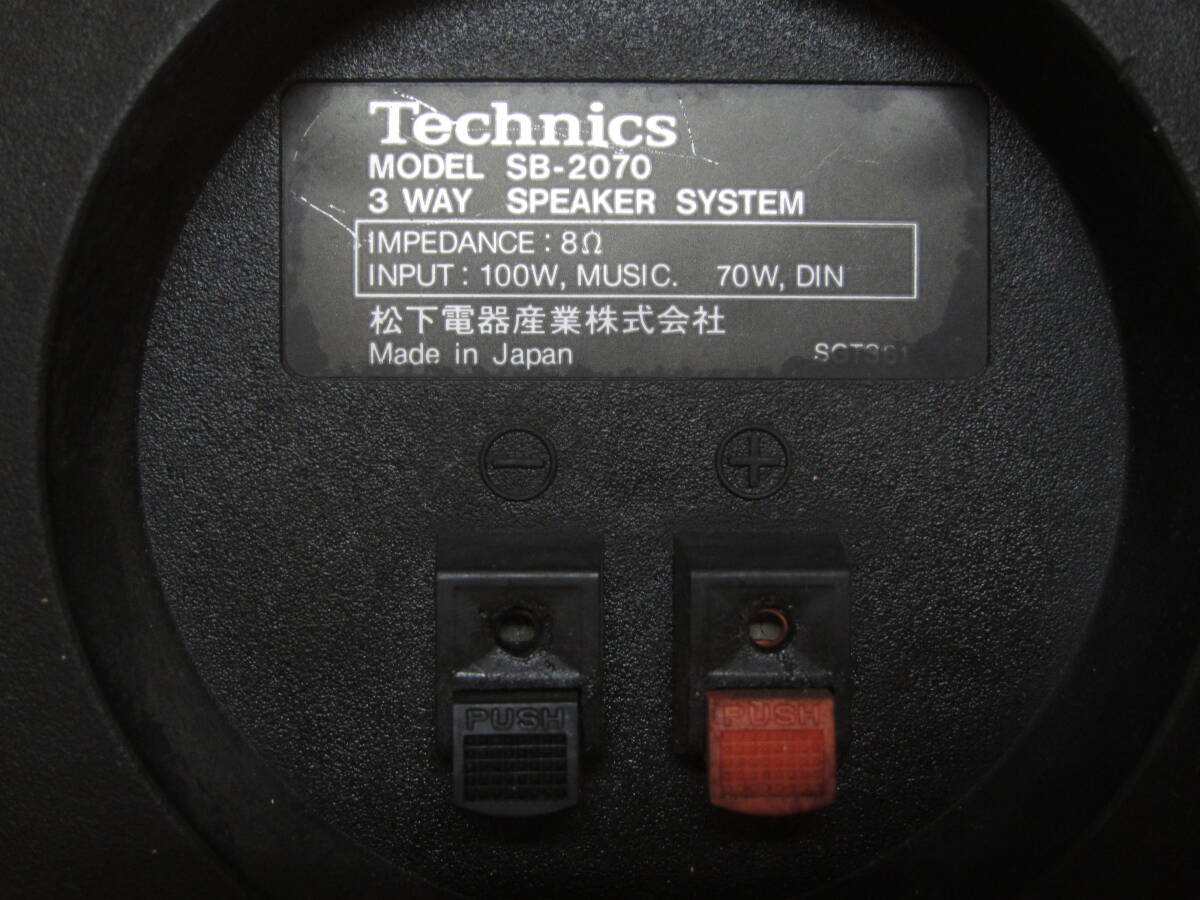 Technics
MODEL SB-2070
3 WAY SPEAKER SYSTEM
IMPEDANCE : 8Ω
INPUT : 100W, MUSIC. 70W, DIN
松下電器産業株式会社
Made in Japan
PUSH PUSH